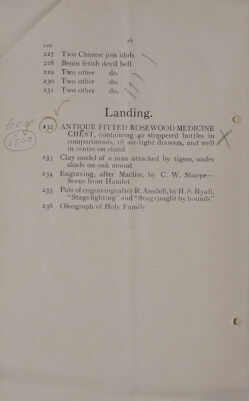 28
LOT
227 Two Chinese joss idols
228 Benin fetish devil bell
229 Two other do.
230 Two other do.
231 Two other do.
Landing.
232 ANTIQUE FITTED ROSEWOOD MEDICINE
CHEST, containing 40 stoppered bottles in
compartments, 18 air-tight drawers, and well
in centre on stand
233 Clay model of a man attacked by tigers, under
shade on oak mount
234 Engraving, after Maclise, by C. W. Sharpe—
Scene from Hamlet
235 Pair of engravings after R. Ansdell, by H. S. Ryall,
"Stags fighting" and "Stag caught by hounds"
236 Oleograph of Holy Family